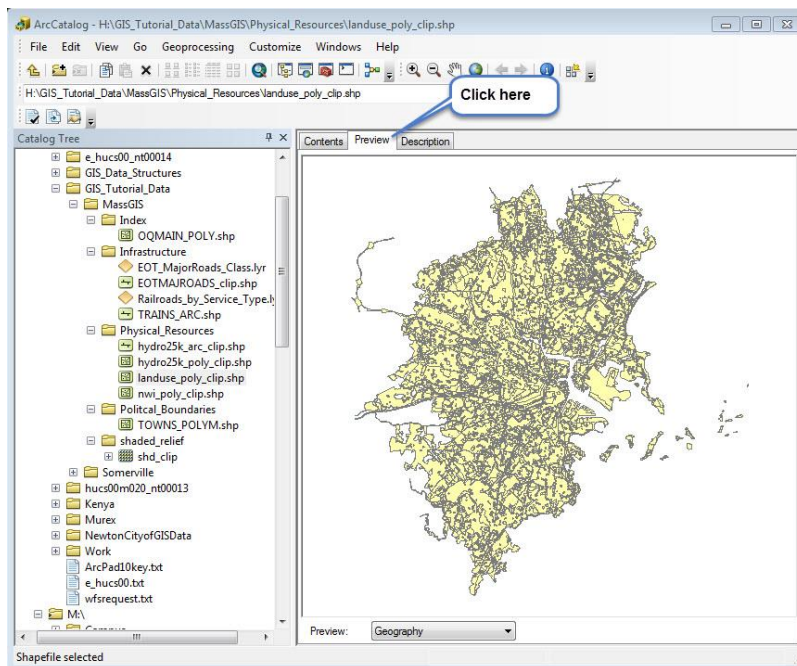 ArcCatalog - H:\GIS_Tutorial_Data\MassGIS\Physical_Resources\landuse_poly_clip.shp
File Edit View Go Geoprocessing Customize Windows Help
H:\GIS_Tutorial_Data\MassGIS\Physical_Resources\landuse_poly_clip.shp
Click here
Catalog Tree
Contents Preview Description
e_hucs00_nt00014
GIS_Data_Structures
GIS_Tutorial_Data
MassGIS
Index
OQMAIN_POLY.shp
Infrastructure
EOT_MajorRoads_Class.lyr
EOTMAJROADS_clip.shp
Railroads_by_Service_Type.ly
TRAINS_ARC.shp
Physical_Resources
hydro25k_arc_clip.shp
hydro25k_poly_clip.shp
landuse_poly_clip.shp
nwi_poly_clip.shp
Politcal_Boundaries
TOWNS_POLYM.shp
shaded_relief
shd_clip
Somerville
hucs00m020_nt00013
Kenya
Murex
NewtonCityofGISData
Work
ArcPad10key.txt
e_hucs00.txt
wfsrequest.txt
M:\
Preview: Geography
Shapefile selected